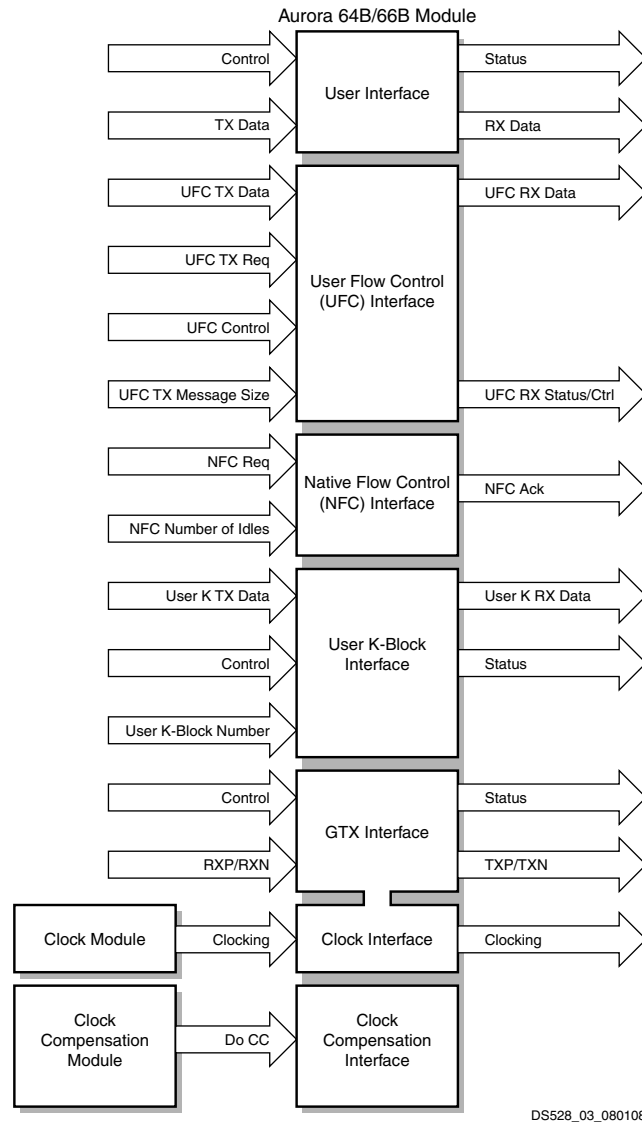 Aurora 64B/66B Module
Control
User Interface
Status
TX Data
RX Data
UFC TX Data
UFC RX Data
UFC TX Req
User Flow Control
(UFC) Interface
UFC Control
UFC TX Message Size
UFC RX Status/Ctrl
NFC Req
Native Flow Control
(NFC) Interface
NFC Ack
NFC Number of Idles
User K TX Data
User K RX Data
User K-Block
Interface
Control
Status
User K-Block Number
Control
Status
GTX Interface
RXP/RXN
TXP/TXN
Clock Module
Clocking
Clock Interface
Clocking
Clock
Compensation
Module
Do CC
Clock
Compensation
Interface
DS528_03_080108